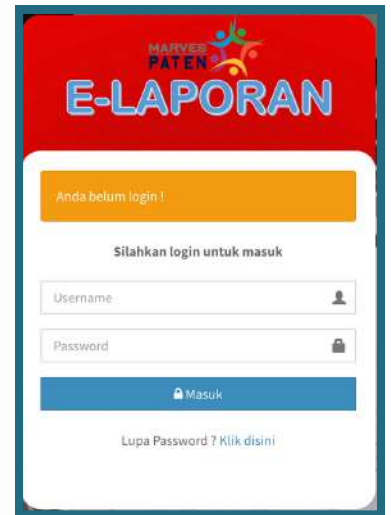 MARVES
PATEN
E-LAPORAN
Anda belum login !
Silahkan login untuk masuk
Username
Password
Masuk
Lupa Password ? Klik disini